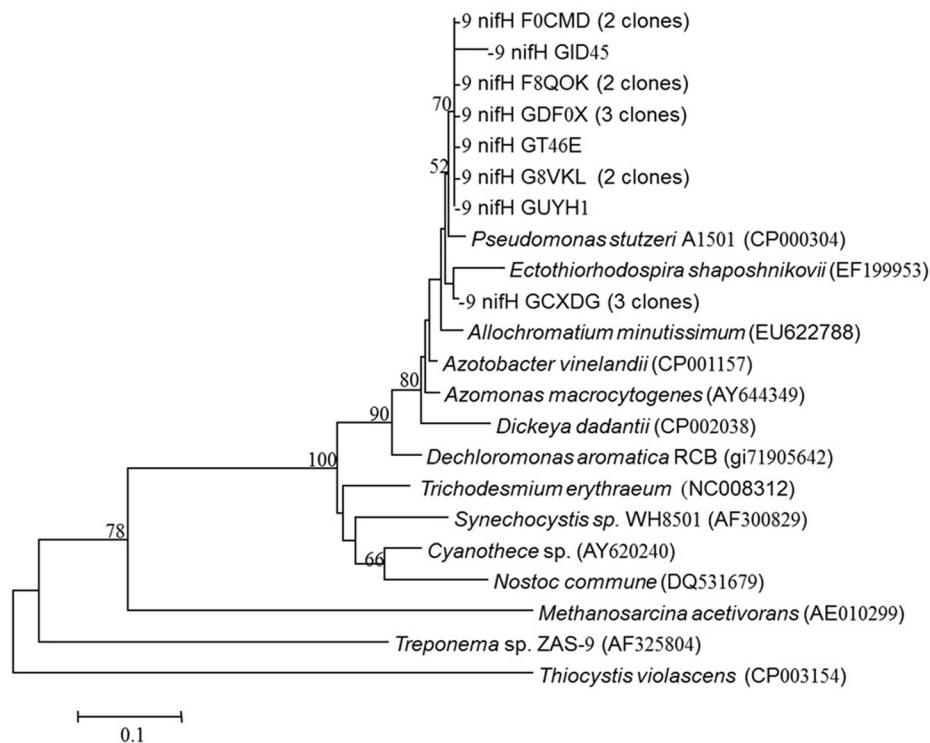 -9 nifH F0CMD (2 clones)
-9 nifH GID45
-9 nifH F8QOK (2 clones)
70
-9 nifH GDF0X (3 clones)
-9 nifH GT46E
52
-9 nifH G8VKL (2 clones)
-9 nifH GUYH1
Pseudomonas stutzeri A1501 (CP000304)
Ectothiorhodospira shaposhnikovii (EF199953)
-9 nifH GCXDG (3 clones)
Allochromatium minutissimum (EU622788)
Azotobacter vinelandii (CP001157)
80
Azomonas macrocytogenes (AY644349)
90
Dickeya dadantii (CP002038)
100
Dechloromonas aromatica RCB (gi71905642)
Trichodesmium erythraeum (NC008312)
Synechocystis sp. WH8501 (AF300829)
78
Cyanothece sp. (AY620240)
66
Nostoc commune (DQ531679)
Methanosarcina acetivorans (AE010299)
Treponema sp. ZAS-9 (AF325804)
Thiocystis violascens (CP003154)
0.1